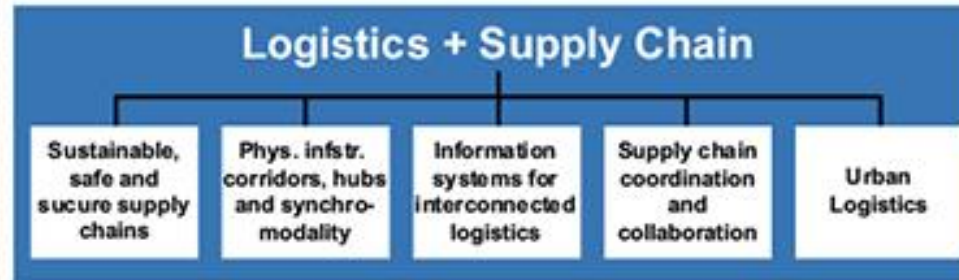 Logistics + Supply Chain
Sustainable,
safe and
sucure supply
chains
Phys. infstr.
corridors, hubs
and synchro-
modality
Information
systems for
interconnected
logistics
Supply chain
coordination
and
collaboration
Urban
Logistics